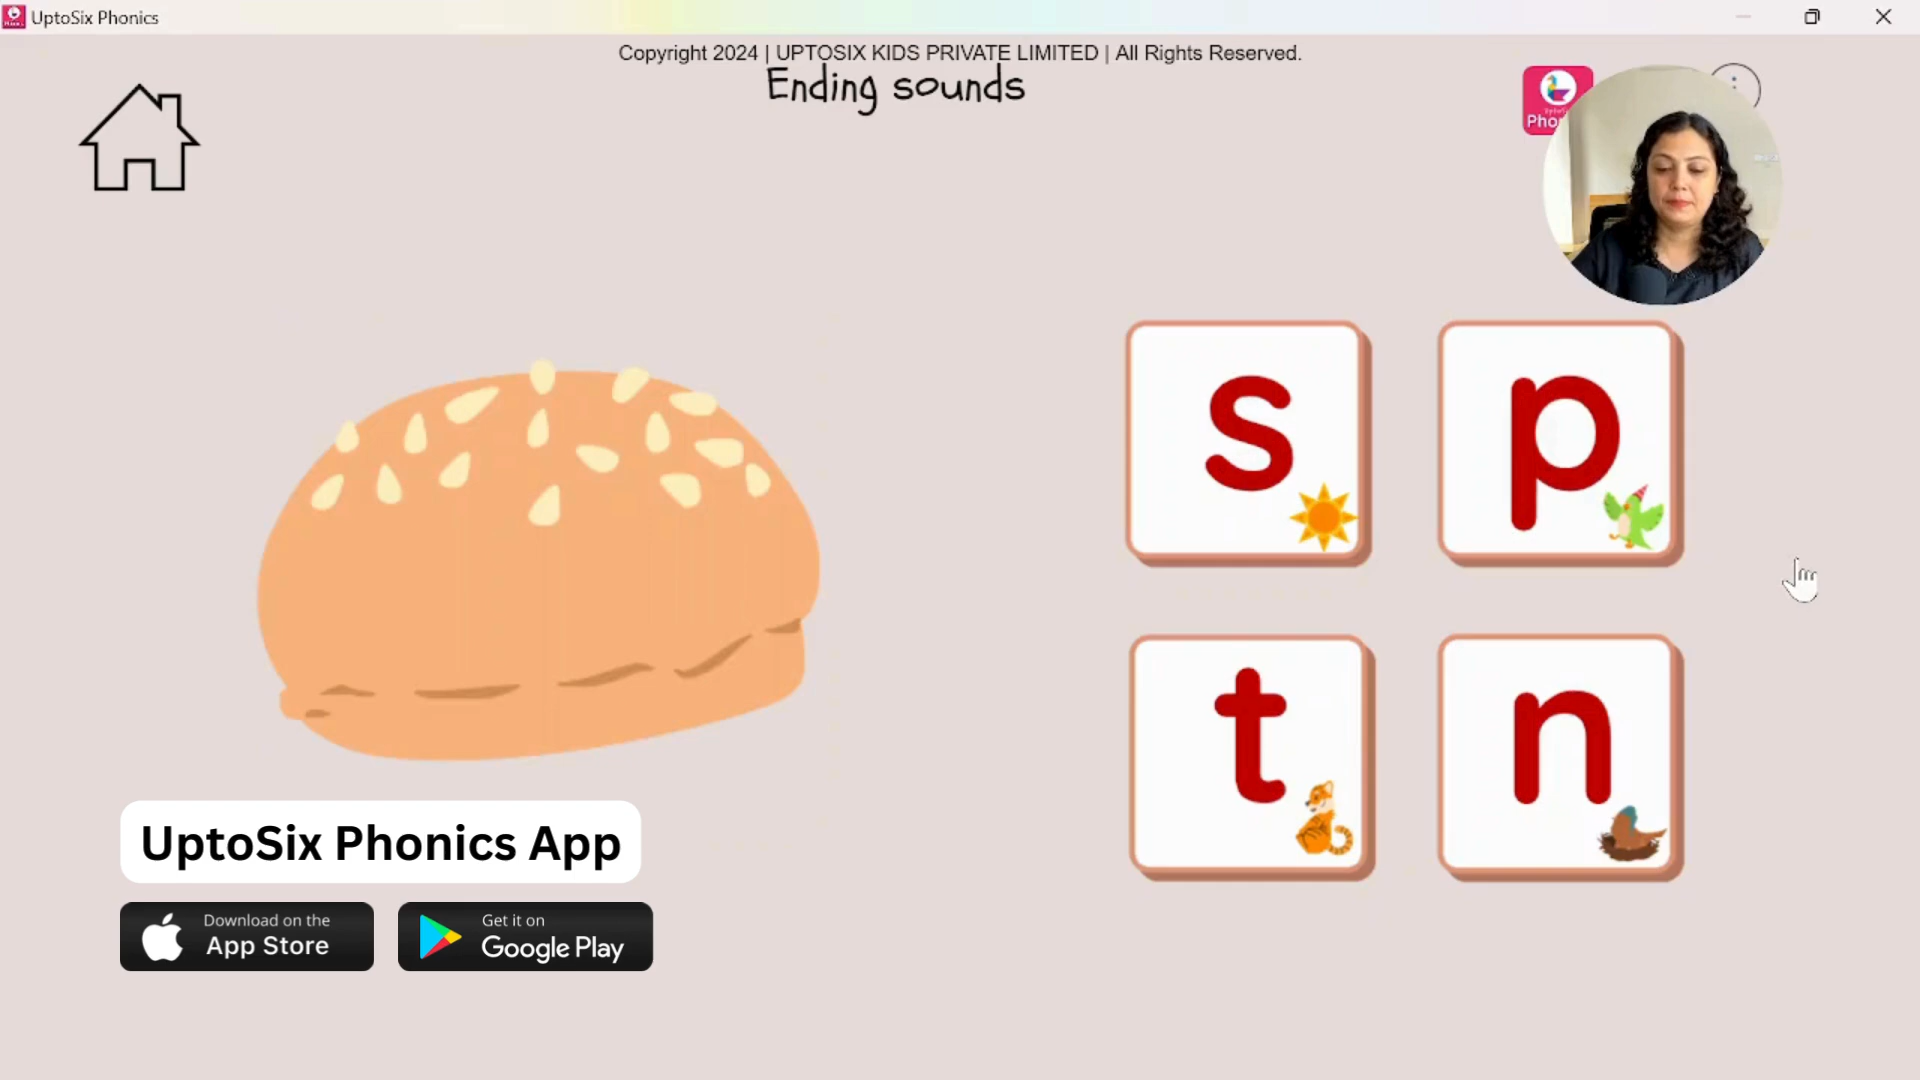 UptoSix Phonics
Copyright 2024 | UPTOSIX KIDS PRIVATE LIMITED | All Rights Reserved.
Ending sounds
s p
t n
UptoSix Phonics App
Download on the
App Store
Get it on
Google Play